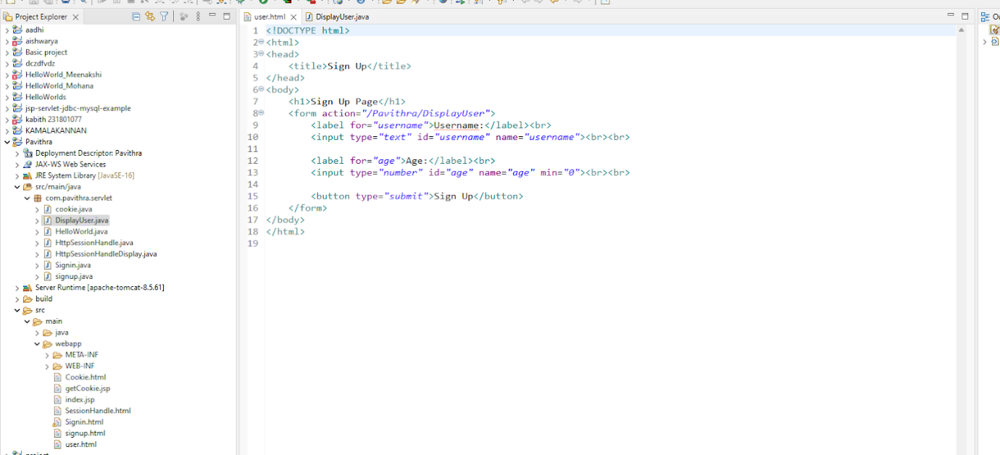 Project Explorer
aadhi
aishwarya
Basic project
dczdfvdz
HelloWorld_Meenakshi
HelloWorld_Mohana
HelloWorlds
jsp-servlet-jdbc-mysql-example
kabith 231801077
KAMALAKANNAN
Pavithra
Deployment Descriptor: Pavithra
JAX-WS Web Services
JRE System Library [JavaSE-16]
src/main/java
com.pavithra.servlet
cookie.java
DisplayUser.java
HelloWorld.java
HttpSessionHandle.java
HttpSessionHandleDisplay.java
Signin.java
signup.java
Server Runtime [apache-tomcat-8.5.61]
build
src
main
java
webapp
META-INF
WEB-INF
Cookie.html
getCookie.jsp
index.jsp
SessionHandle.html
Signin.html
signup.html
user.html
user.html DisplayUser.java
1 <!DOCTYPE html>
2 <html>
3 <head>
4 <title>Sign Up</title>
5 </head>
6 <body>
7 <h1>Sign Up Page</h1>
8 <form action="/Pavithra/DisplayUser">
9 <label for="username">Username:</label><br>
10 <input type="text" id="username" name="username"><br><br>
11
12 <label for="age">Age:</label><br>
13 <input type="number" id="age" name="age" min="0"><br><br>
14
15 <button type="submit">Sign Up</button>
16 </form>
17 </body>
18 </html>
19